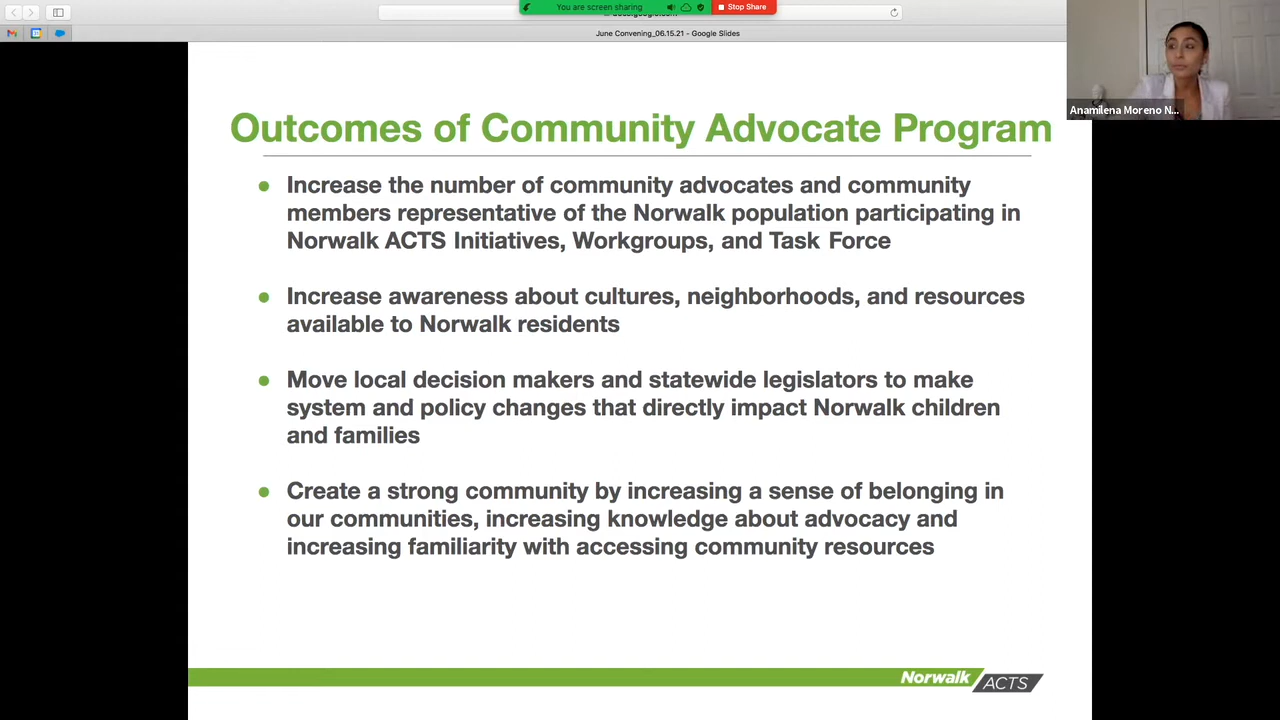 You are screen sharing
Stop Share
June Convening_06.15.21 - Google Slides
Anamilena Moreno N...
Outcomes of Community Advocate Program
● Increase the number of community advocates and community
members representative of the Norwalk population participating in
Norwalk ACTS Initiatives, Workgroups, and Task Force
● Increase awareness about cultures, neighborhoods, and resources
available to Norwalk residents
● Move local decision makers and statewide legislators to make
system and policy changes that directly impact Norwalk children
and families
● Create a strong community by increasing a sense of belonging in
our communities, increasing knowledge about advocacy and
increasing familiarity with accessing community resources
Norwalk ACTS